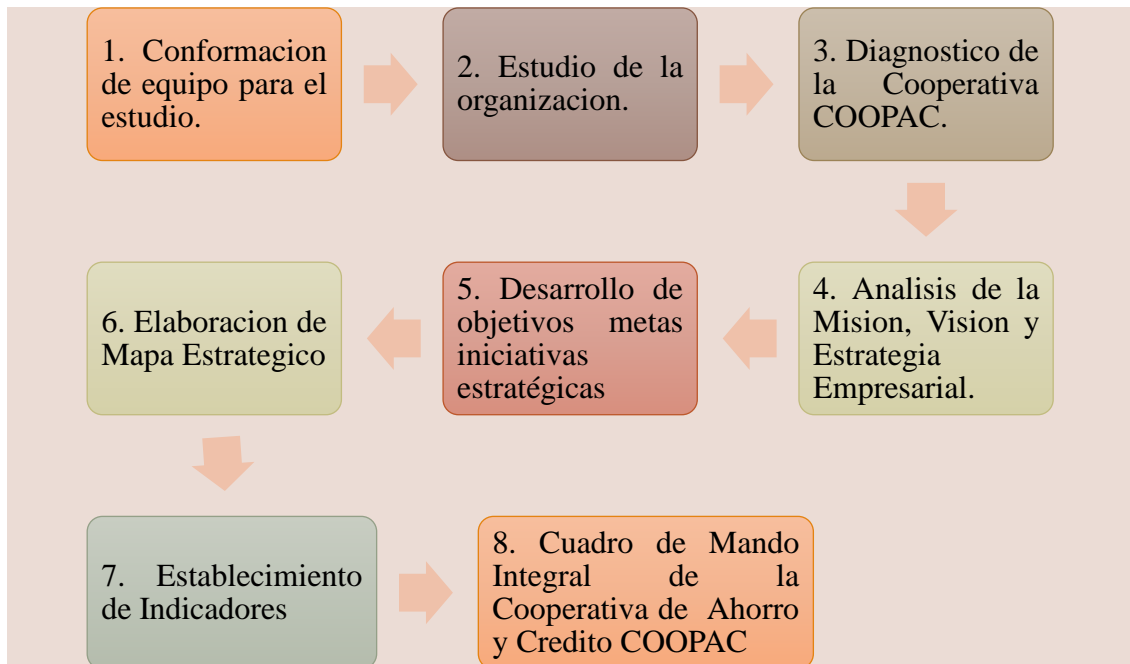 1. Conformacion
de equipo para el
estudio.
2. Estudio de la
organizacion.
3. Diagnostico de
la Cooperativa
COOPAC.
4. Analisis de la
Mision, Vision y
Estrategia
Empresarial.
5. Desarrollo de
objetivos metas
iniciativas
estratégicas
6. Elaboracion de
Mapa Estrategico
7. Establecimiento
de Indicadores
8. Cuadro de Mando
Integral de la
Cooperativa de Ahorro
y Credito COOPAC